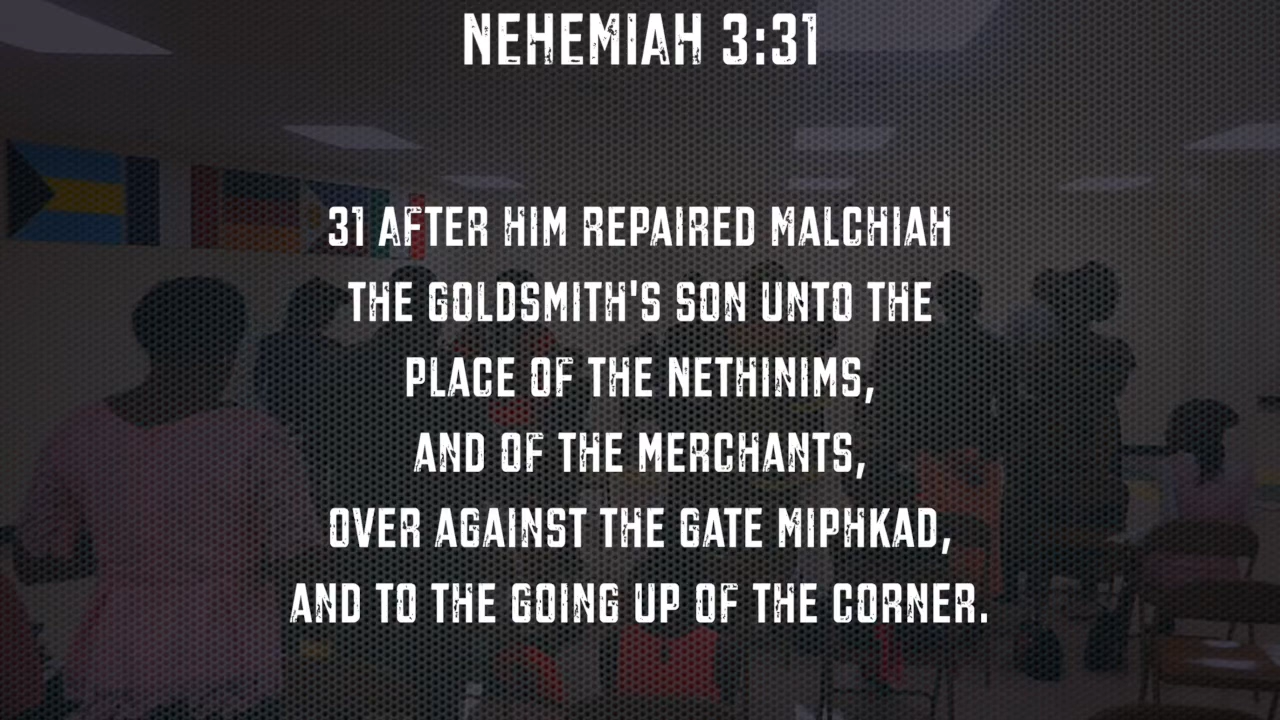 NEHEMIAH 3:31
31 AFTER HIM REPAIRED MALCHIAH
THE GOLDSMITH'S SON UNTO THE
PLACE OF THE NETHINIMS,
AND OF THE MERCHANTS,
OVER AGAINST THE GATE MIPHKAD,
AND TO THE GOING UP OF THE CORNER.